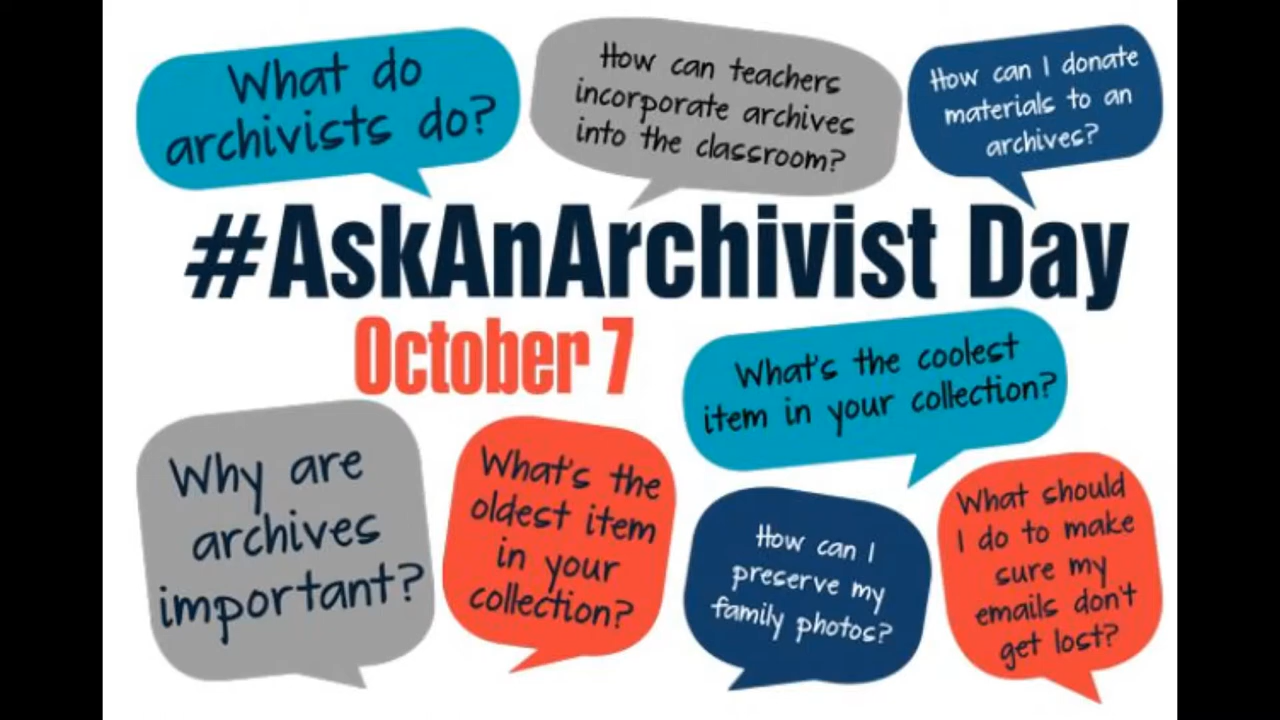 What do
archivists do?
How can teachers
incorporate archives
into the classroom?
How can I donate
materials to an
archives?
#AskAnArchivist Day
October 7
What's the coolest
item in your collection?
Why are
archives
important?
What's the
oldest item
in your
collection?
How can I
preserve my
family photos?
What should
I do to make
sure my
emails don't
get lost?